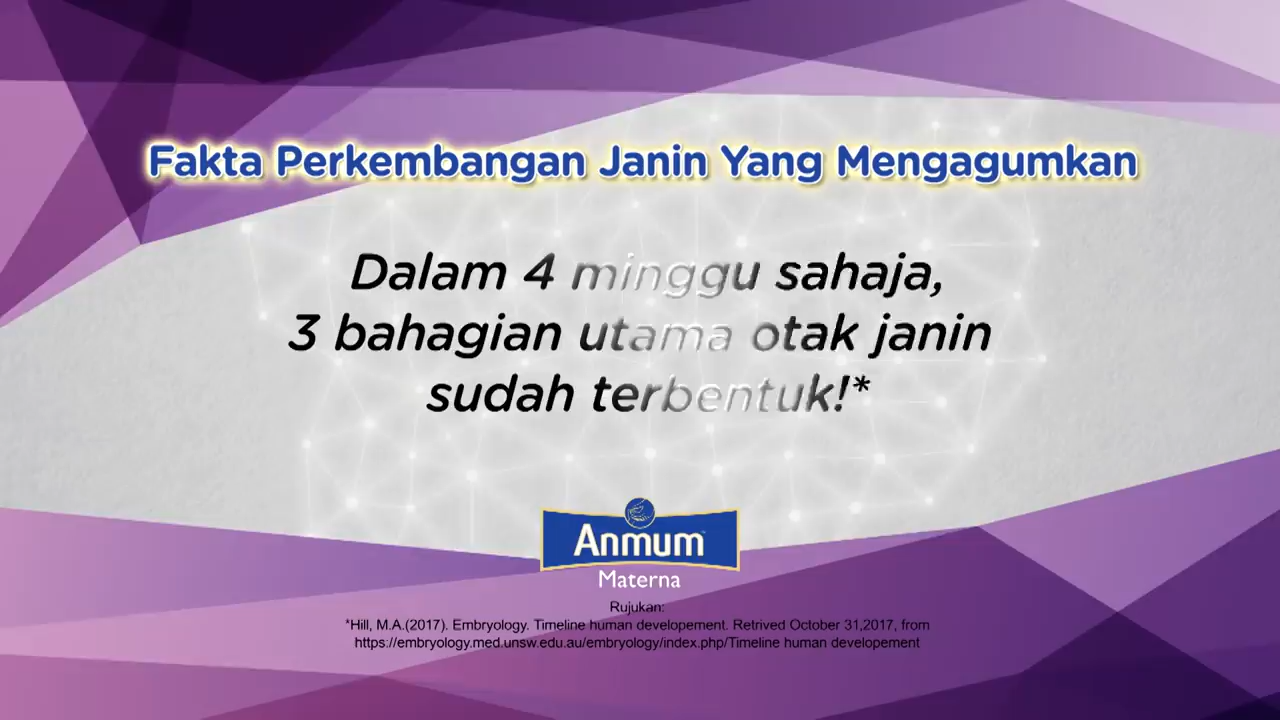 Fakta Perkembangan Janin Yang Mengagumkan
Dalam 4 minggu sahaja,
3 bahagian utama otak janin
sudah terbentuk!*
Anmum™
Materna
Rujukan:
*Hill, M.A.(2017). Embryology. Timeline human developement. Retrived October 31,2017, from
https://embryology.med.unsw.edu.au/embryology/index.php/Timeline human developement